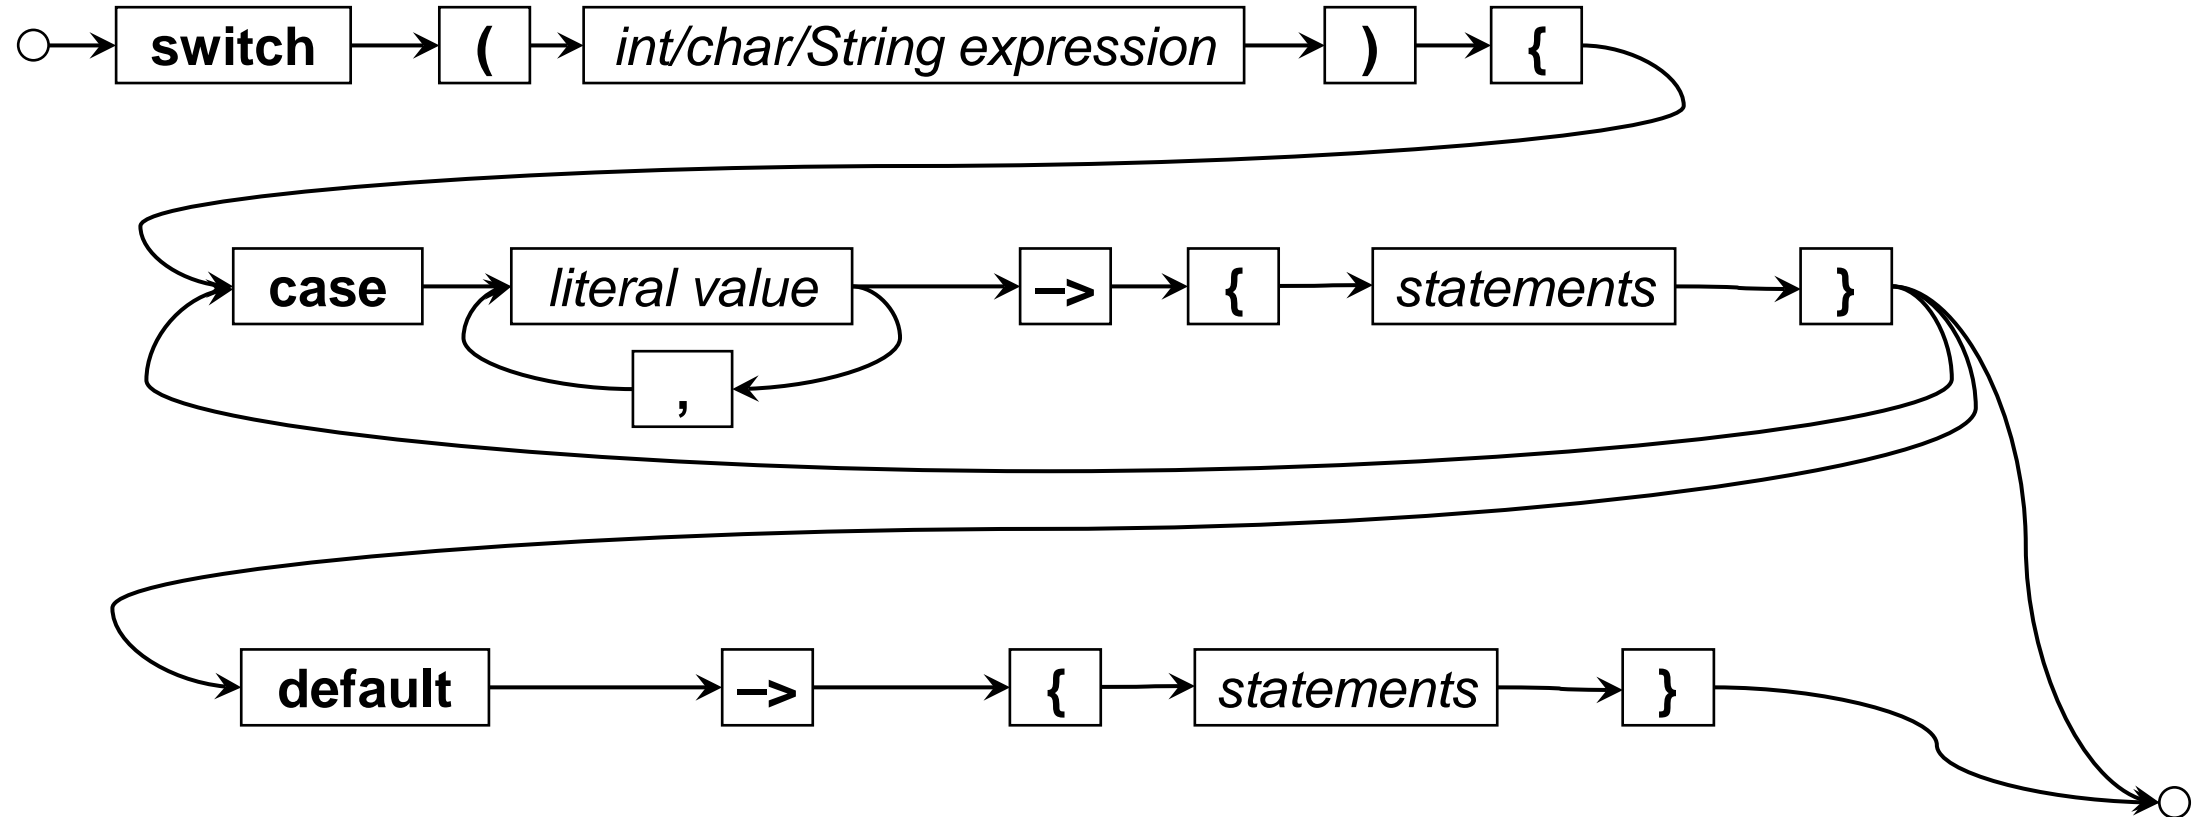 switch ( int/char/String expression ) {
case literal value –> { statements }
,
default –> { statements }